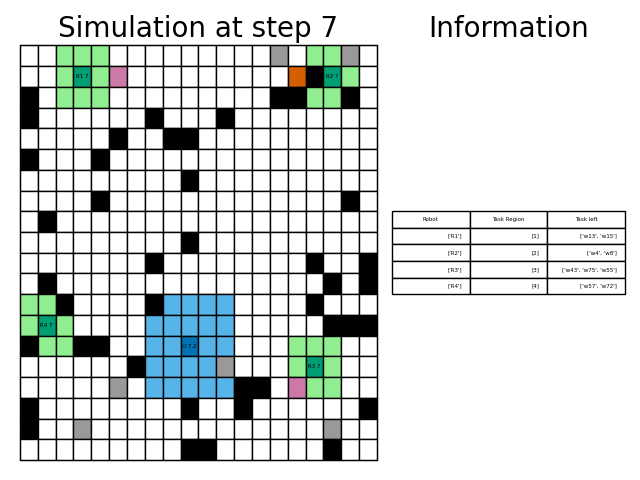 Simulation at step 7
Information
R1 7
R2 7
Robot Task Region Task left
['R1'] [1] ['w13', 'w15']
['R2'] [2] ['w4', 'w8']
['R3'] [3] ['w43', 'w75', 'w55']
['R4'] [4] ['w57', 'w72']
R4 7
U 7.2
R3 7